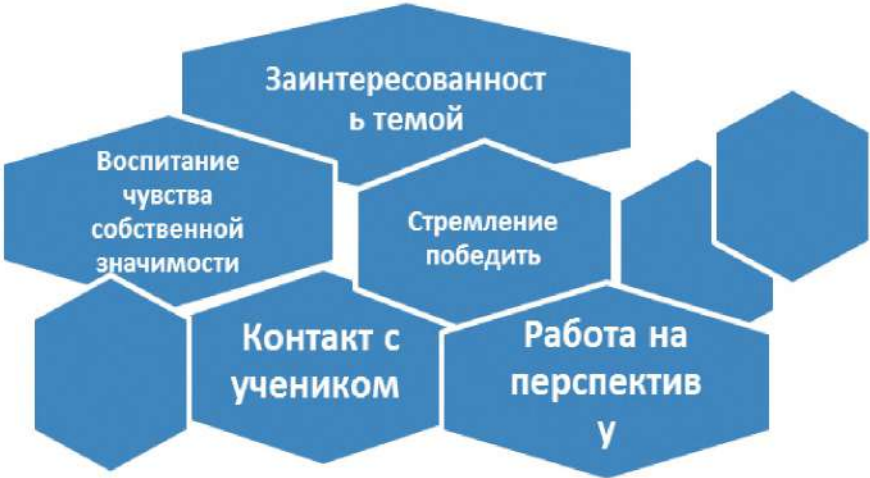 Заинтересованност
ь темой
Воспитание
чувства
собственной
значимости
Стремление
победить
Контакт с
учеником
Работа на
перспектив
у